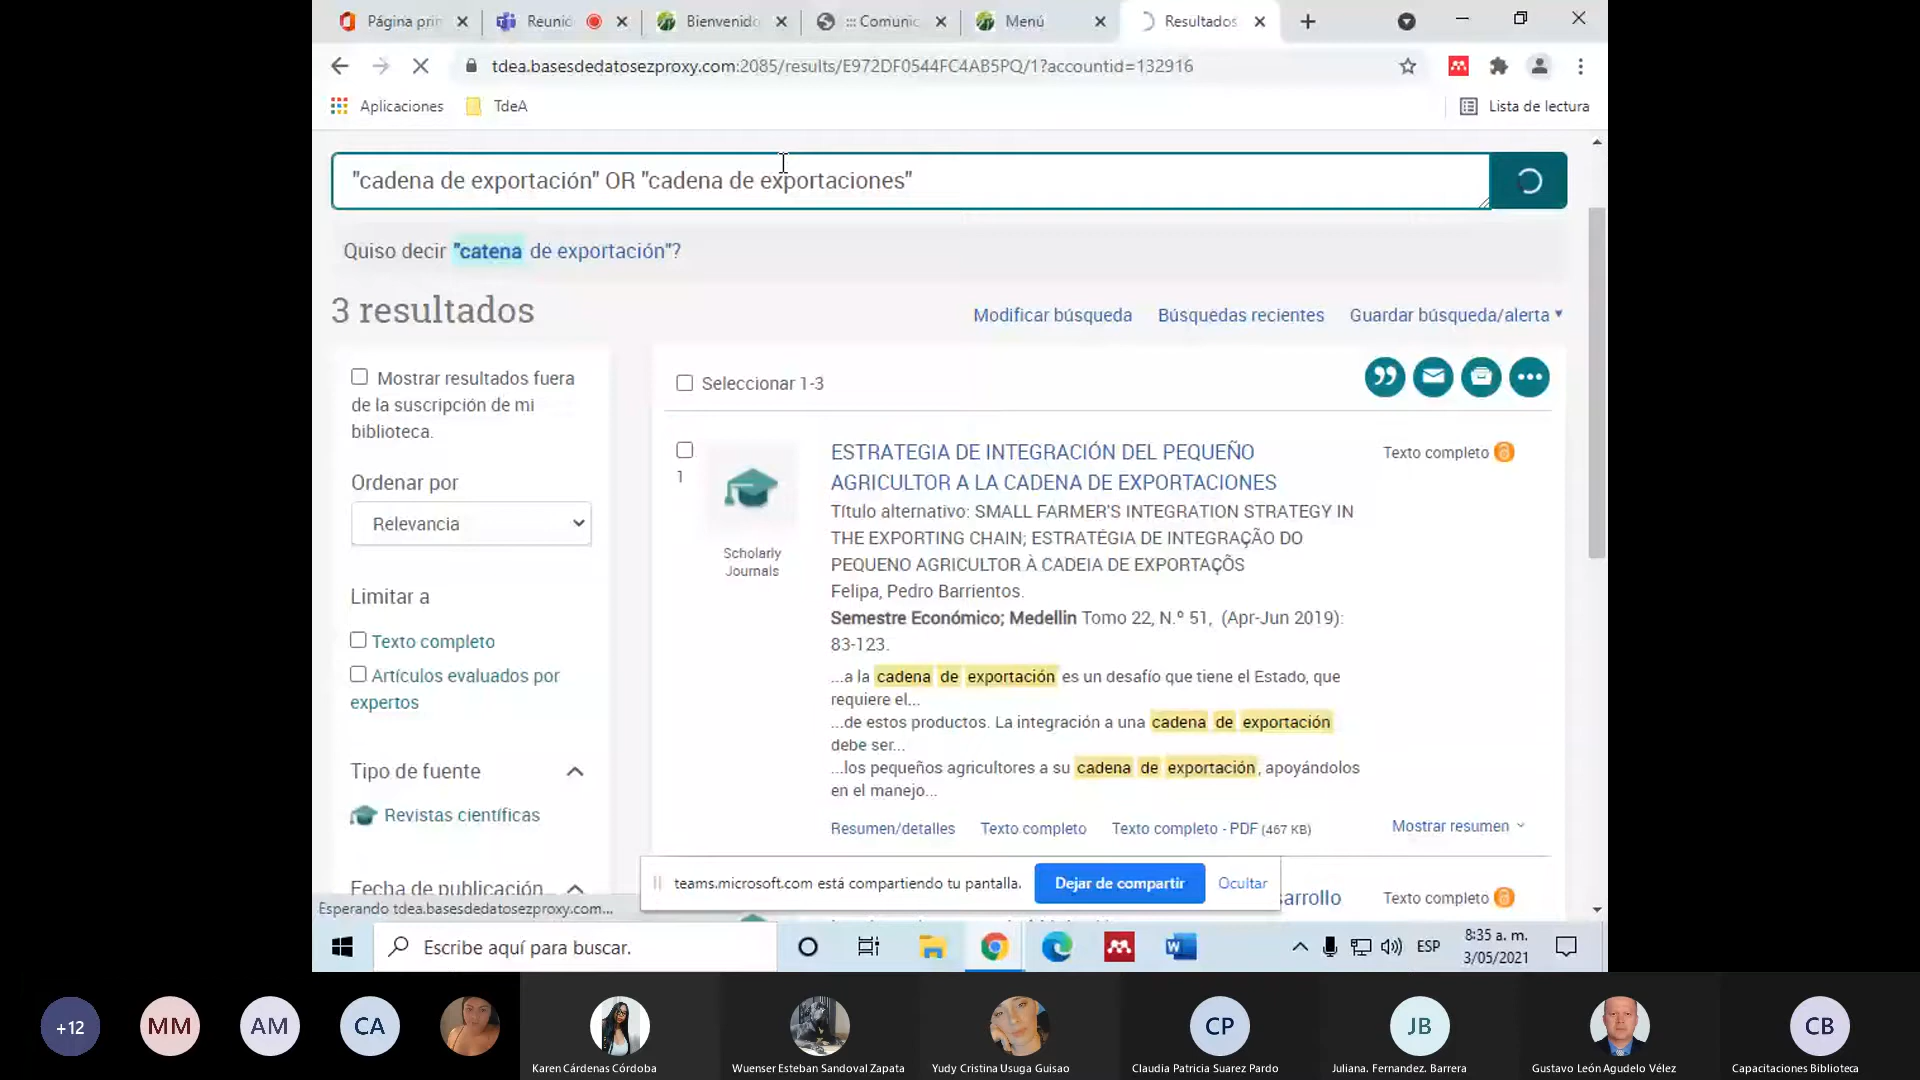 Página prin
Reunió
Bienvenido
::: Comunic
Menú
Resultados
tdea.basesdedatosezproxy.com:2085/results/E972DF0544FC4AB5PQ/1?accountid=132916
Aplicaciones
TdeA
Lista de lectura
"cadena de exportación" OR "cadena de exportaciones"
Quiso decir "catena de exportación"?
3 resultados
Modificar búsqueda
Búsquedas recientes
Guardar búsqueda/alerta
Mostrar resultados fuera
de la suscripción de mi
biblioteca.
Ordenar por
Relevancia
Limitar a
Texto completo
Artículos evaluados por
expertos
Tipo de fuente
Revistas científicas
Fecha de publicación
Seleccionar 1-3
1
Scholarly
Journals
ESTRATEGIA DE INTEGRACIÓN DEL PEQUEÑO
AGRICULTOR A LA CADENA DE EXPORTACIONES
Texto completo
Título alternativo: SMALL FARMER'S INTEGRATION STRATEGY IN
THE EXPORTING CHAIN; ESTRATÉGIA DE INTEGRAÇÃO DO
PEQUENO AGRICULTOR À CADEIA DE EXPORTAÇÕS
Felipa, Pedro Barrientos.
Semestre Económico; Medellin Tomo 22, N.º 51, (Apr-Jun 2019):
83-123.
...a la cadena de exportación es un desafío que tiene el Estado, que
requiere el...
...de estos productos. La integración a una cadena de exportación
debe ser...
...los pequeños agricultores a su cadena de exportación, apoyándolos
en el manejo...
Resumen/detalles
Texto completo
Texto completo - PDF (467 KB)
Mostrar resumen
sarrollo
Texto completo
teams.microsoft.com está compartiendo tu pantalla.
Dejar de compartir
Ocultar
Esperando tdea.basesdedatosezproxy.com...
Escribe aquí para buscar.
ESP
8:35 a. m.
3/05/2021
+12
MM
AM
CA
CP
JB
CB
Karen Cárdenas Córdoba
Wuenser Esteban Sandoval Zapata
Yudy Cristina Usuga Guisao
Claudia Patricia Suarez Pardo
Juliana. Fernandez. Barrera
Gustavo León Agudelo Vélez
Capacitaciones Biblioteca